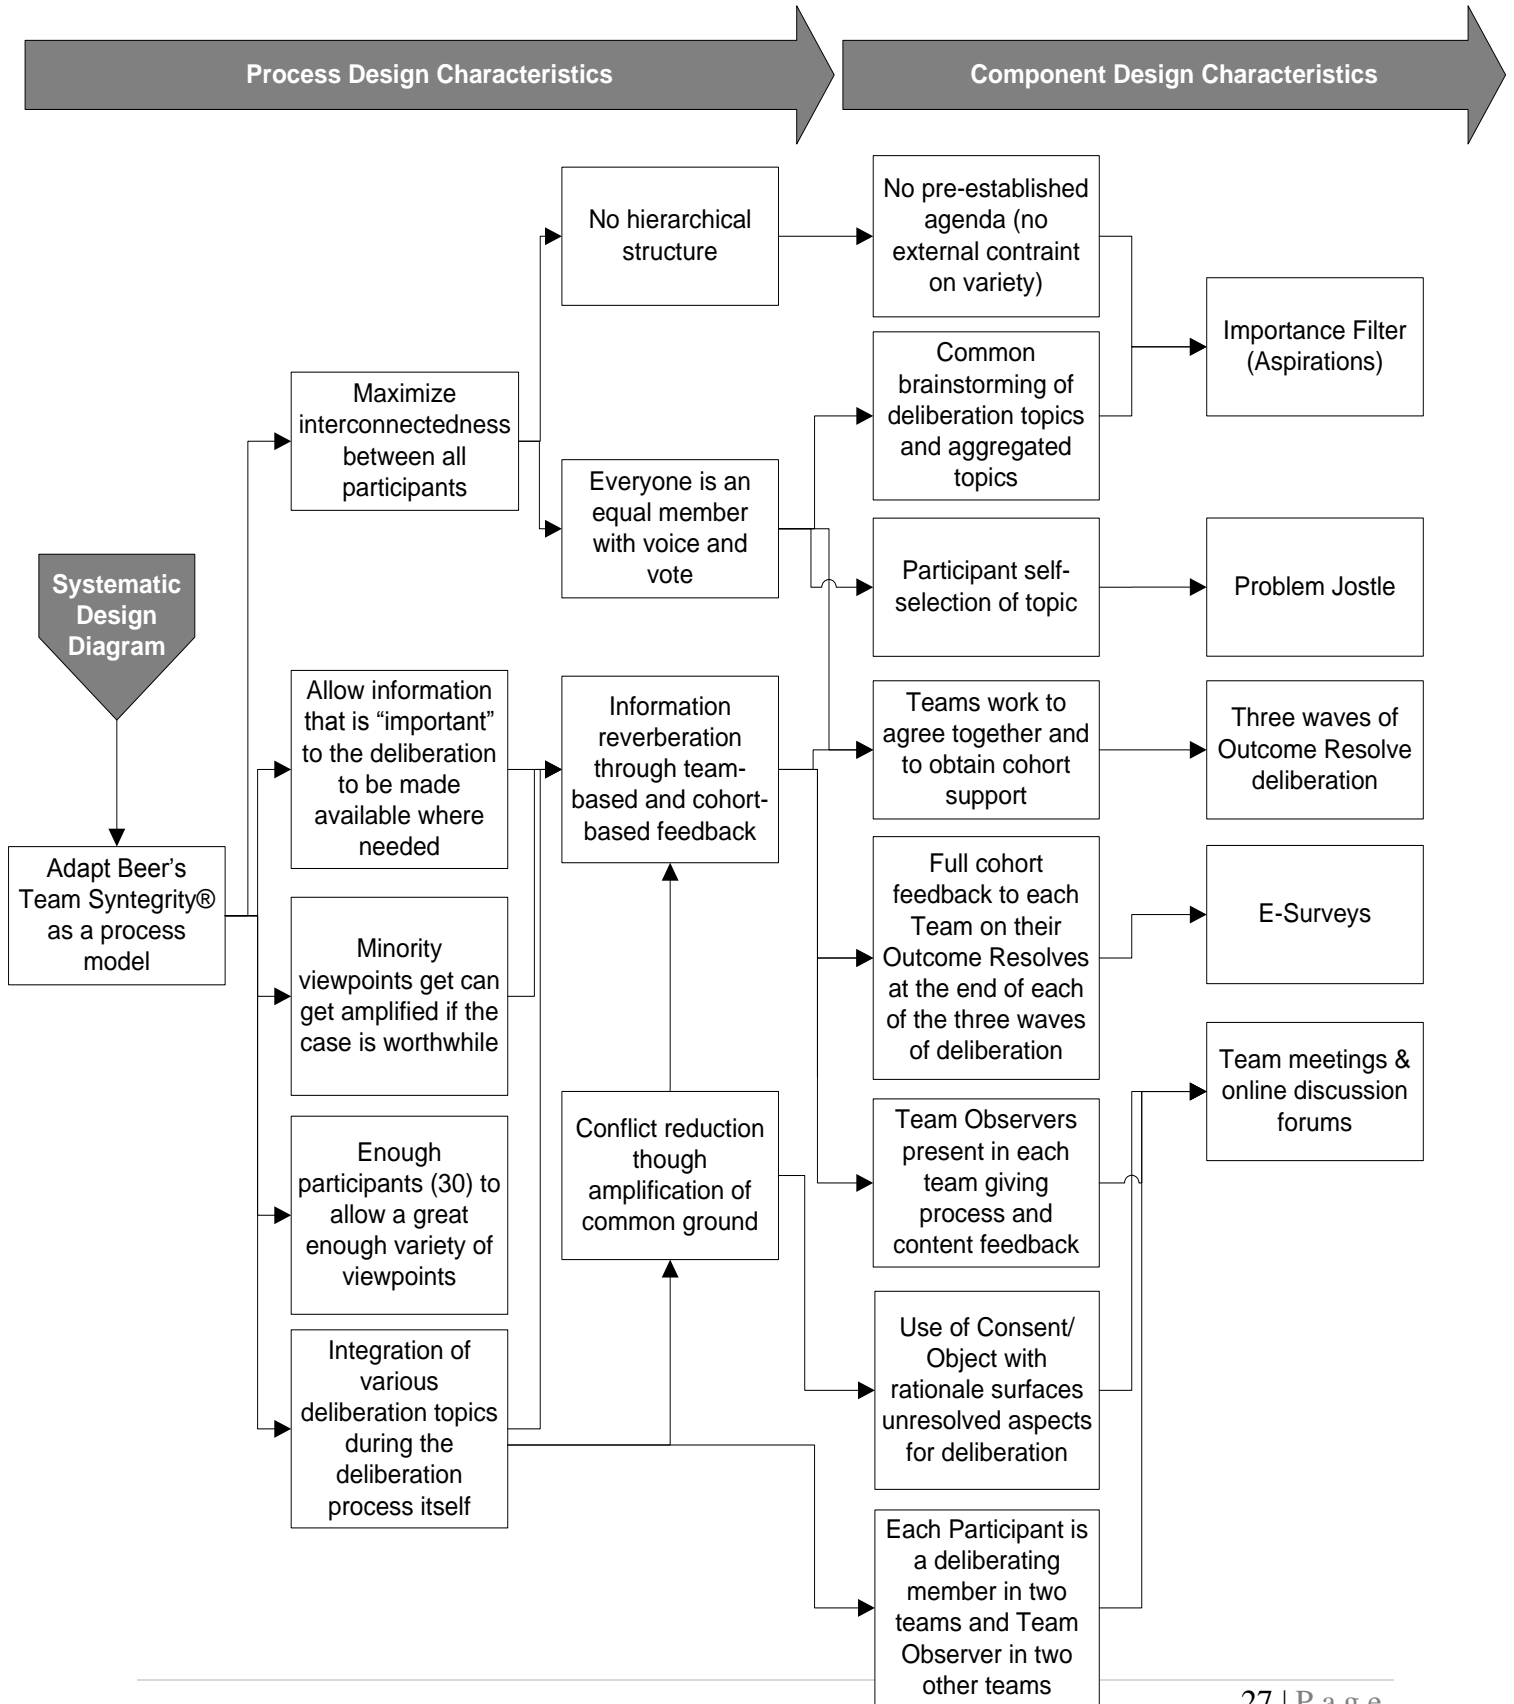 Process Design Characteristics
Component Design Characteristics
Systematic
Design
Diagram
Adapt Beer’s
Team Syntegrity®
as a process
model
Maximize
interconnectedness
between all
participants
Allow information
that is “important”
to the deliberation
to be made
available where
needed
Minority
viewpoints get can
get amplified if the
case is worthwhile
Enough
participants (30) to
allow a great
enough variety of
viewpoints
Integration of
various
deliberation topics
during the
deliberation
process itself
No hierarchical
structure
Everyone is an
equal member
with voice and
vote
Information
reverberation
through team-
based and cohort-
based feedback
Conflict reduction
though
amplification of
common ground
No pre-established
agenda (no
external contraint
on variety)
Common
brainstorming of
deliberation topics
and aggregated
topics
Participant self-
selection of topic
Teams work to
agree together and
to obtain cohort
support
Full cohort
feedback to each
Team on their
Outcome Resolves
at the end of each
of the three waves
of deliberation
Team Observers
present in each
team giving
process and
content feedback
Use of Consent/
Object with
rationale surfaces
unresolved aspects
for deliberation
Each Participant is
a deliberating
member in two
teams and Team
Observer in two
other teams
Importance Filter
(Aspirations)
Problem Jostle
Three waves of
Outcome Resolve
deliberation
E-Surveys
Team meetings &
online discussion
forums
27 | P a g e